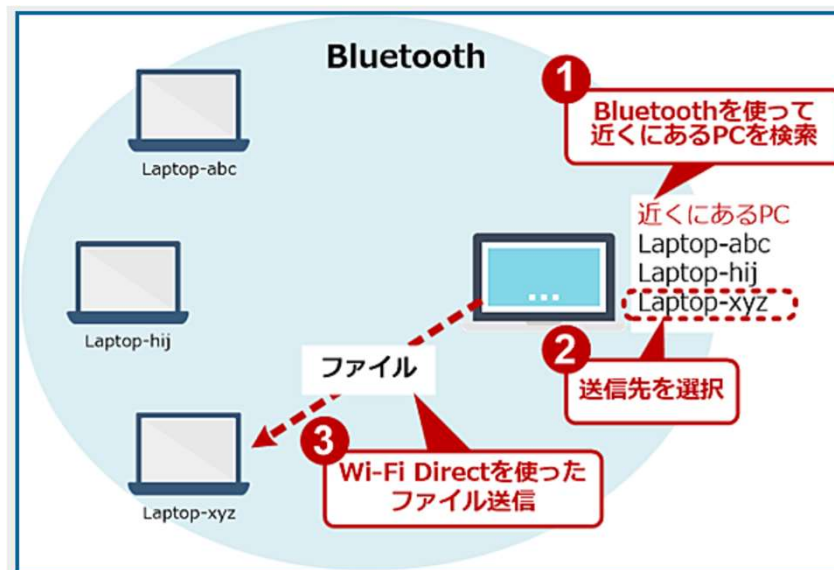 Bluetooth
1
Bluetoothを使って
近くにあるPCを検索
Laptop-abc
近くにあるPC
Laptop-abc
Laptop-hij
Laptop-xyz
Laptop-hij
2
送信先を選択
ファイル
3
Wi-Fi Directを使った
ファイル送信
Laptop-xyz